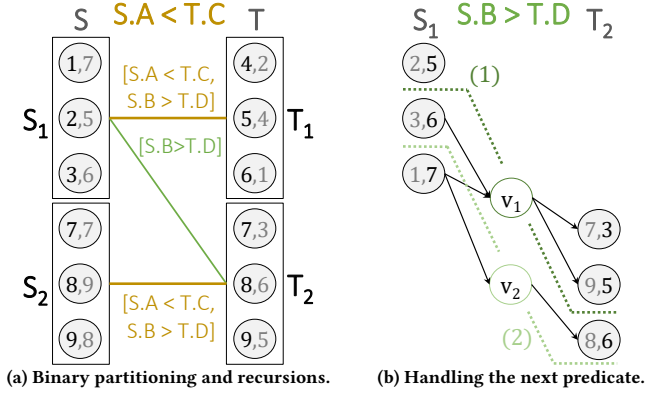 S S.A < T.C T
1,7 4,2
[S.A < T.C,
S.B > T.D]
S1 2,5 5,4 T1
[S.B>T.D]
3,6 6,1
7,7 7,3
S2 8,9 8,6 T2
[S.A < T.C,
S.B > T.D]
9,8 9,5
(a) Binary partitioning and recursions.
S1 S.B > T.D T2
2,5 (1)
3,6
1,7
v1
7,3
v2 9,5
(2) 8,6
(b) Handling the next predicate.